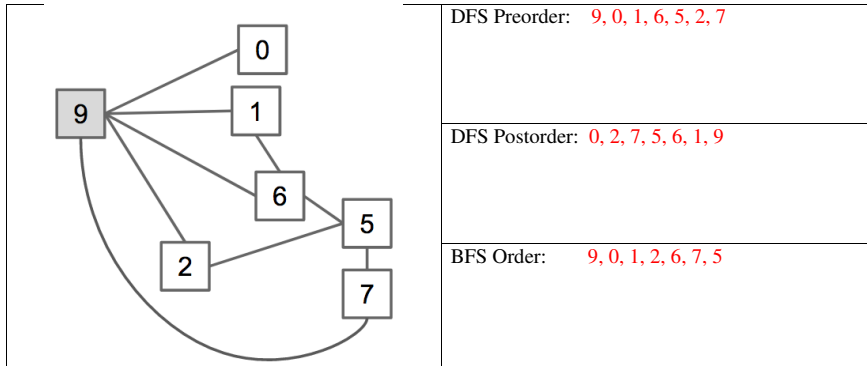 0
1
9
6
5
2
7
DFS Preorder: 9, 0, 1, 6, 5, 2, 7
DFS Postorder: 0, 2, 7, 5, 6, 1, 9
BFS Order: 9, 0, 1, 2, 6, 7, 5